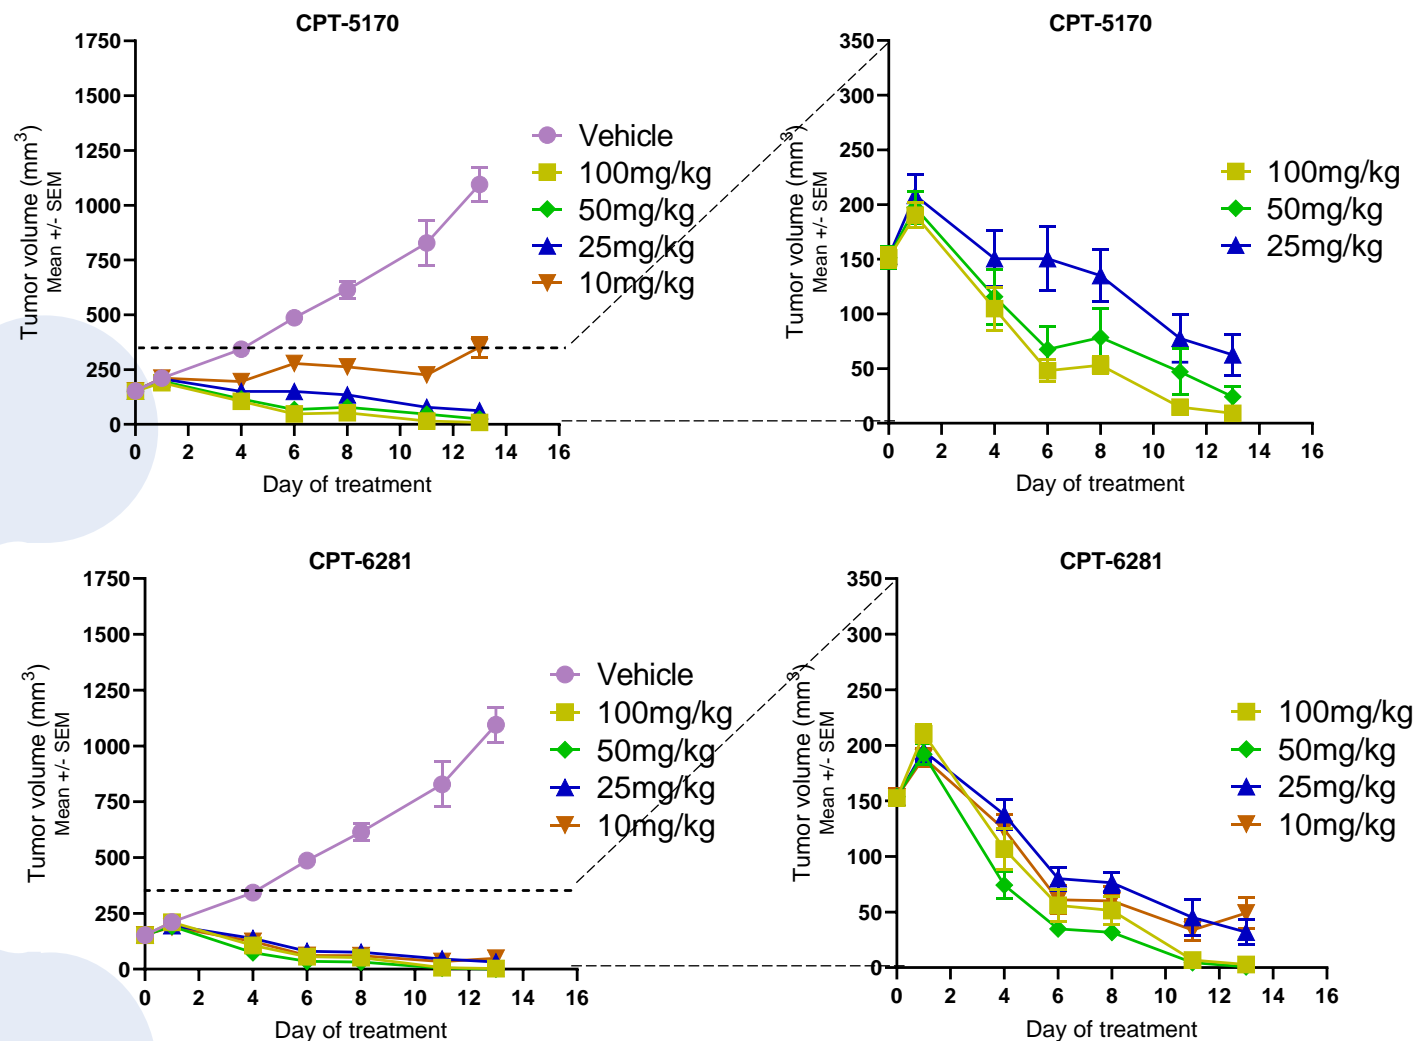 CPT-5170
1750
1500
1250
1000
750
500
250
0
0 2 4 6 8 10 12 14 16
Tumor volume (mm³)
Mean +/- SEM
Day of treatment
Vehicle
100mg/kg
50mg/kg
25mg/kg
10mg/kg
CPT-5170
350
300
250
200
150
100
50
0
0 2 4 6 8 10 12 14 16
Tumor volume (mm³)
Mean +/- SEM
Day of treatment
100mg/kg
50mg/kg
25mg/kg
CPT-6281
1750
1500
1250
1000
750
500
250
0
0 2 4 6 8 10 12 14 16
Tumor volume (mm³)
Mean +/- SEM
Day of treatment
Vehicle
100mg/kg
50mg/kg
25mg/kg
10mg/kg
CPT-6281
350
300
250
200
150
100
50
0
0 2 4 6 8 10 12 14 16
Tumor volume (mm³)
Mean +/- SEM
Day of treatment
100mg/kg
50mg/kg
25mg/kg
10mg/kg